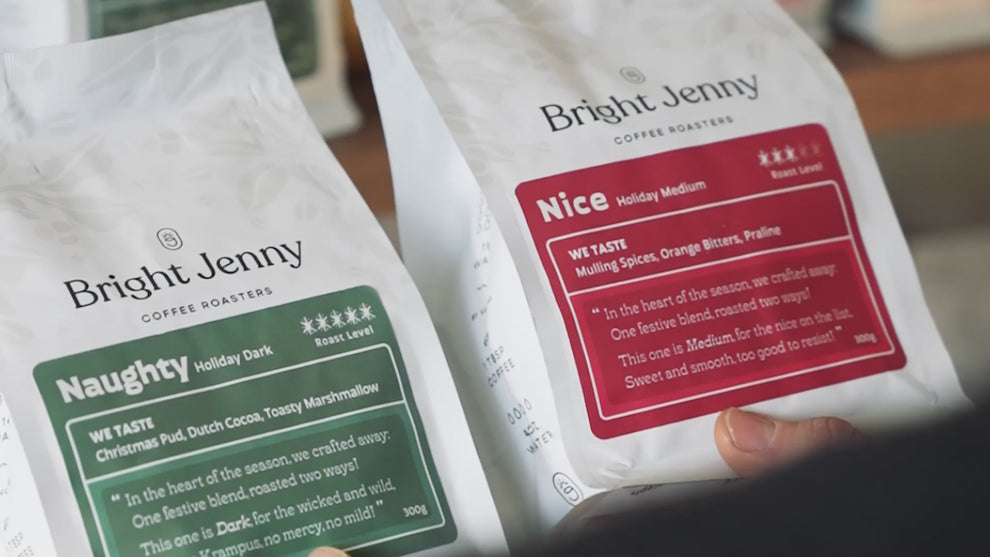 Bright Jenny
COFFEE ROASTERS
Naughty Holiday Dark
Roast Level
WE TASTE
Christmas Pud, Dutch Cocoa, Toasty Marshmallow
“ In the heart of the season, we crafted away:
One festive blend, roasted two ways!
This one is Dark, for the wicked and wild,
Krampus, no mercy, no mild! ”
300g
Bright Jenny
COFFEE ROASTERS
Nice Holiday Medium
Roast Level
WE TASTE
Mulling Spices, Orange Bitters, Praline
“ In the heart of the season, we crafted away:
One festive blend, roasted two ways!
This one is Medium, for the nice on the list.
Sweet and smooth, too good to resist! ”
300g
COFFEE
WATER